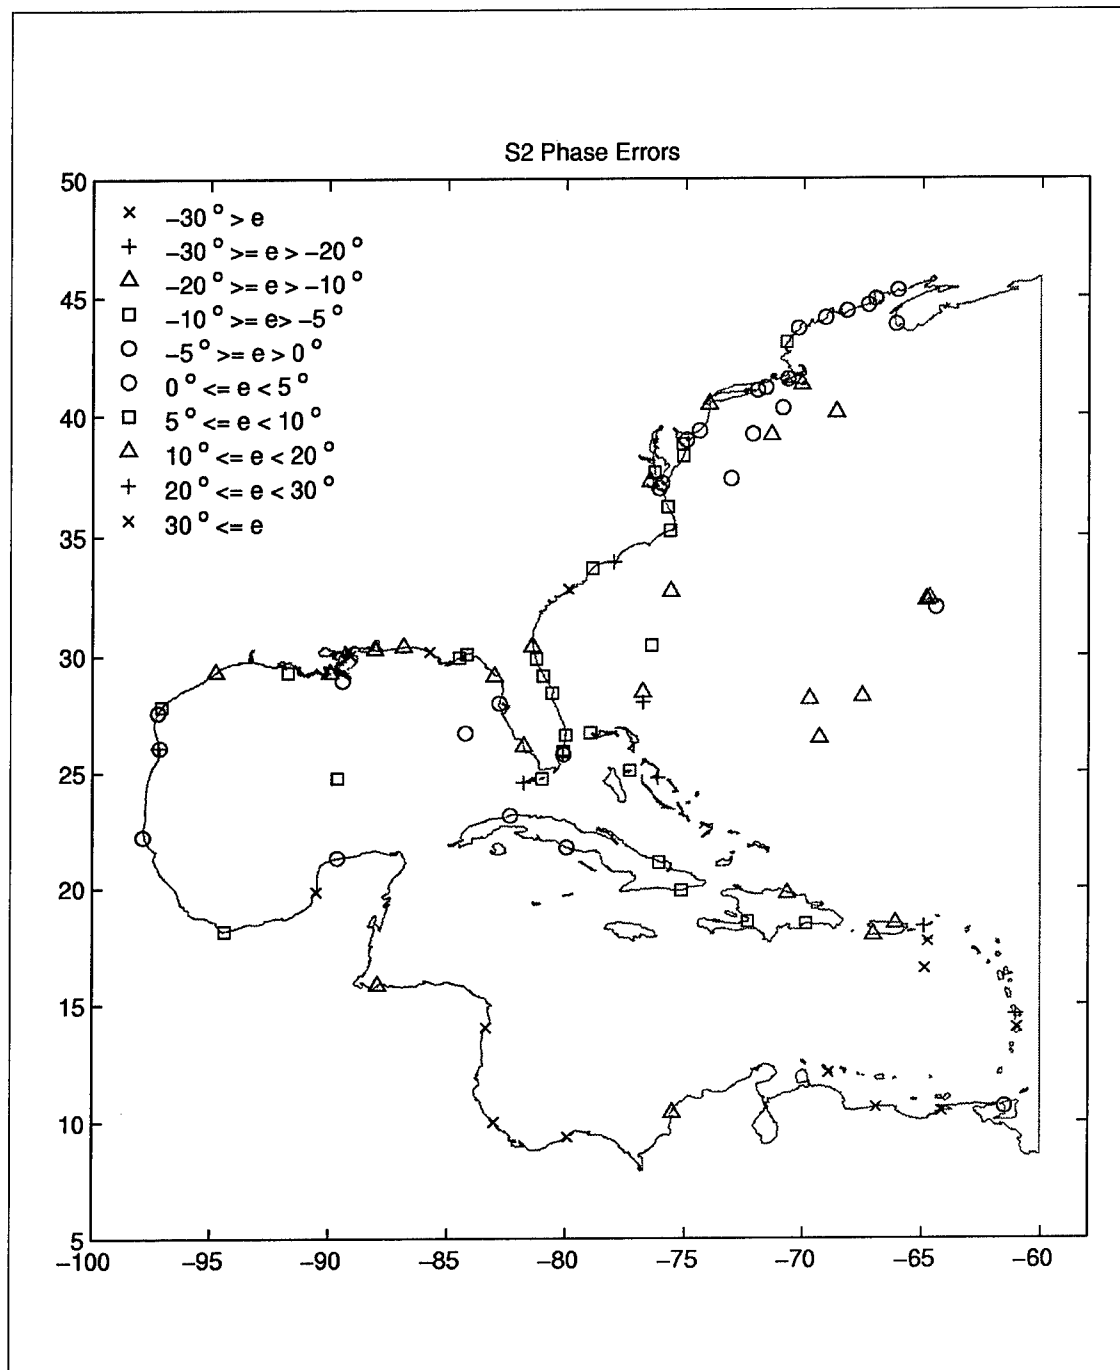 S2 Phase Errors
50
45
40
35
30
25
20
15
10
5
× −30 ° > e
+ −30 ° >= e > −20 °
△ −20 ° >= e > −10 °
□ −10 ° >= e> −5 °
○ −5 ° >= e > 0 °
○ 0 ° <= e < 5 °
□ 5 ° <= e < 10 °
△ 10 ° <= e < 20 °
+ 20 ° <= e < 30 °
× 30 ° <= e
−100 −95 −90 −85 −80 −75 −70 −65 −60